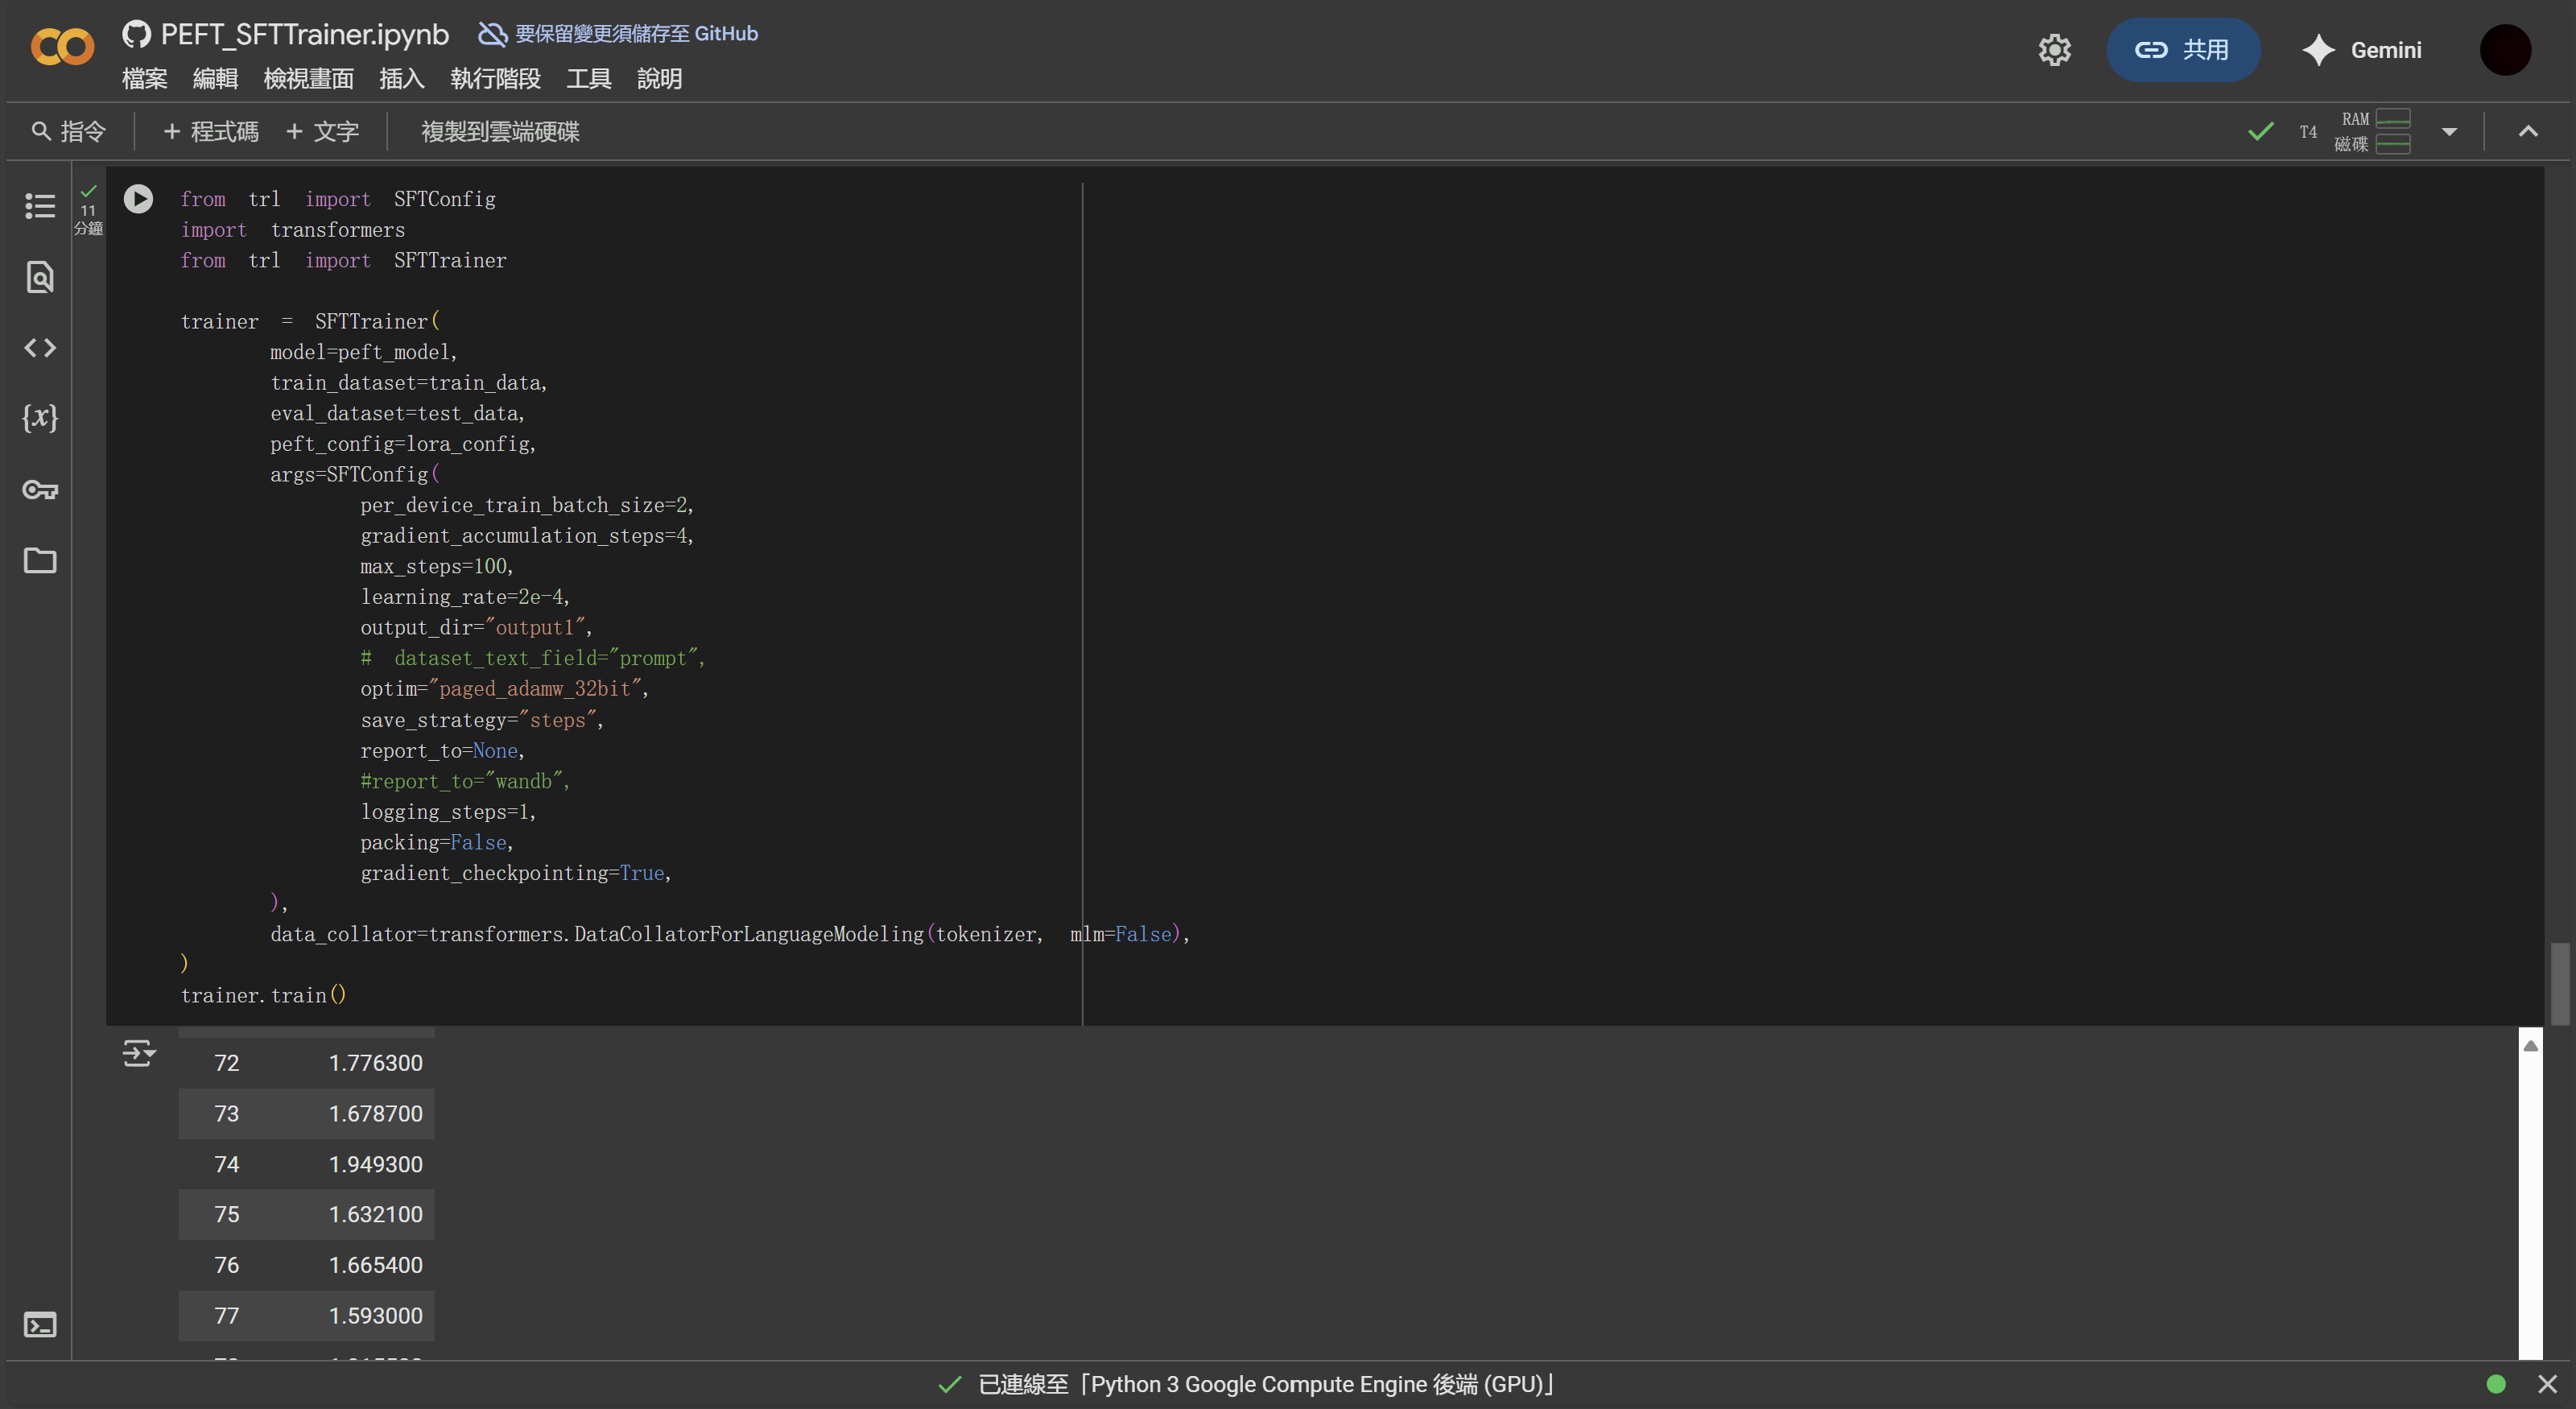 PEFT_SFTTrainer.ipynb 要保留變更須儲存至 GitHub
檔案 編輯 檢視畫面 插入 執行階段 工具 說明
共用 Gemini
指令 + 程式碼 + 文字 複製到雲端硬碟
T4 RAM
磁碟
11
分鐘
from trl import SFTConfig
import transformers
from trl import SFTTrainer
trainer = SFTTrainer(
model=peft_model,
train_dataset=train_data,
eval_dataset=test_data,
peft_config=lora_config,
args=SFTConfig(
per_device_train_batch_size=2,
gradient_accumulation_steps=4,
max_steps=100,
learning_rate=2e-4,
output_dir="output1",
# dataset_text_field="prompt",
optim="paged_adamw_32bit",
save_strategy="steps",
report_to=None,
#report_to="wandb",
logging_steps=1,
packing=False,
gradient_checkpointing=True,
),
data_collator=transformers.DataCollatorForLanguageModeling(tokenizer, mlm=False),
)
trainer.train()
72 1.776300
73 1.678700
74 1.949300
75 1.632100
76 1.665400
77 1.593000
已連線至「Python 3 Google Compute Engine 後端 (GPU)」